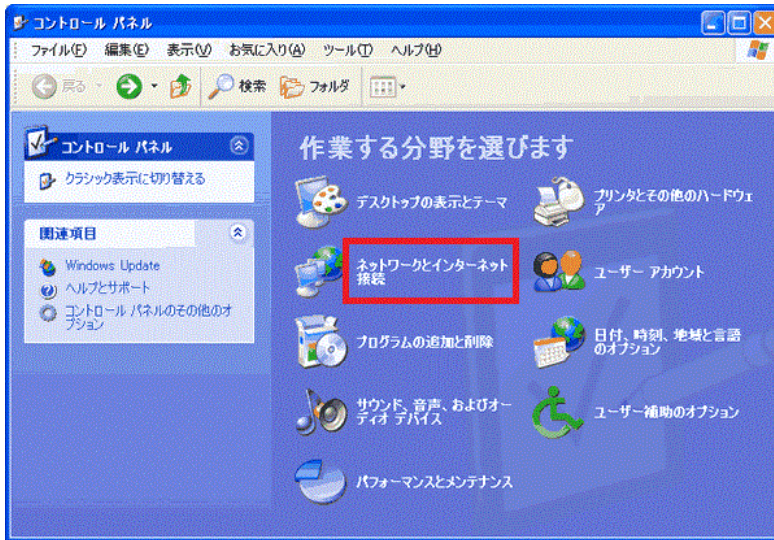 コントロール パネル
ファイル(F) 編集(E) 表示(V) お気に入り(A) ツール(T) ヘルプ(H)
戻る 検索 フォルダ
コントロール パネル
クラシック表示に切り替える
関連項目
Windows Update
ヘルプとサポート
コントロール パネルのその他のオ
プション
作業する分野を選びます
デスクトップの表示とテーマ
プリンタとその他のハードウェ
ア
ネットワークとインターネット
接続
ユーザー アカウント
プログラムの追加と削除
日付、時刻、地域と言語
のオプション
サウンド、音声、およびオー
ディオ デバイス
ユーザー補助のオプション
パフォーマンスとメンテナンス